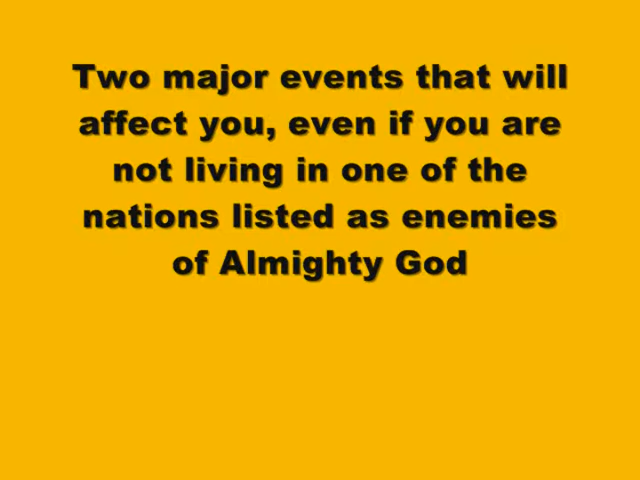 Two major events that will
affect you, even if you are
not living in one of the
nations listed as enemies
of Almighty God